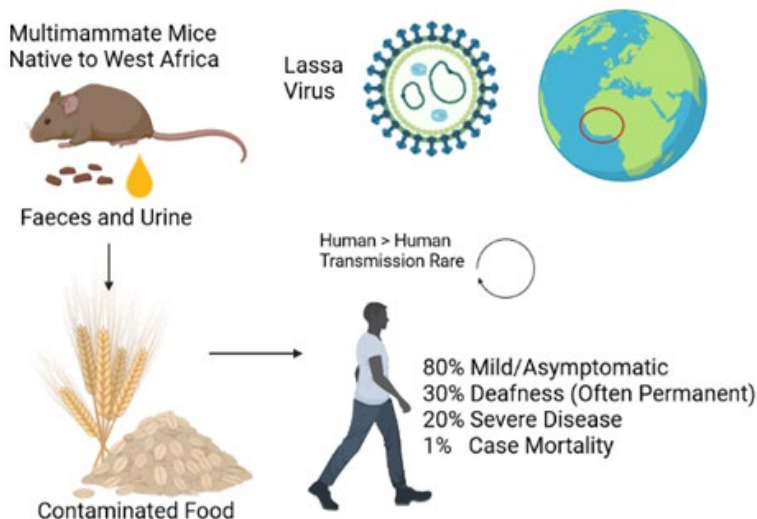 Multimammate Mice
Native to West Africa
Lassa
Virus
Faeces and Urine
Human > Human
Transmission Rare
80% Mild/Asymptomatic
30% Deafness (Often Permanent)
20% Severe Disease
1% Case Mortality
Contaminated Food